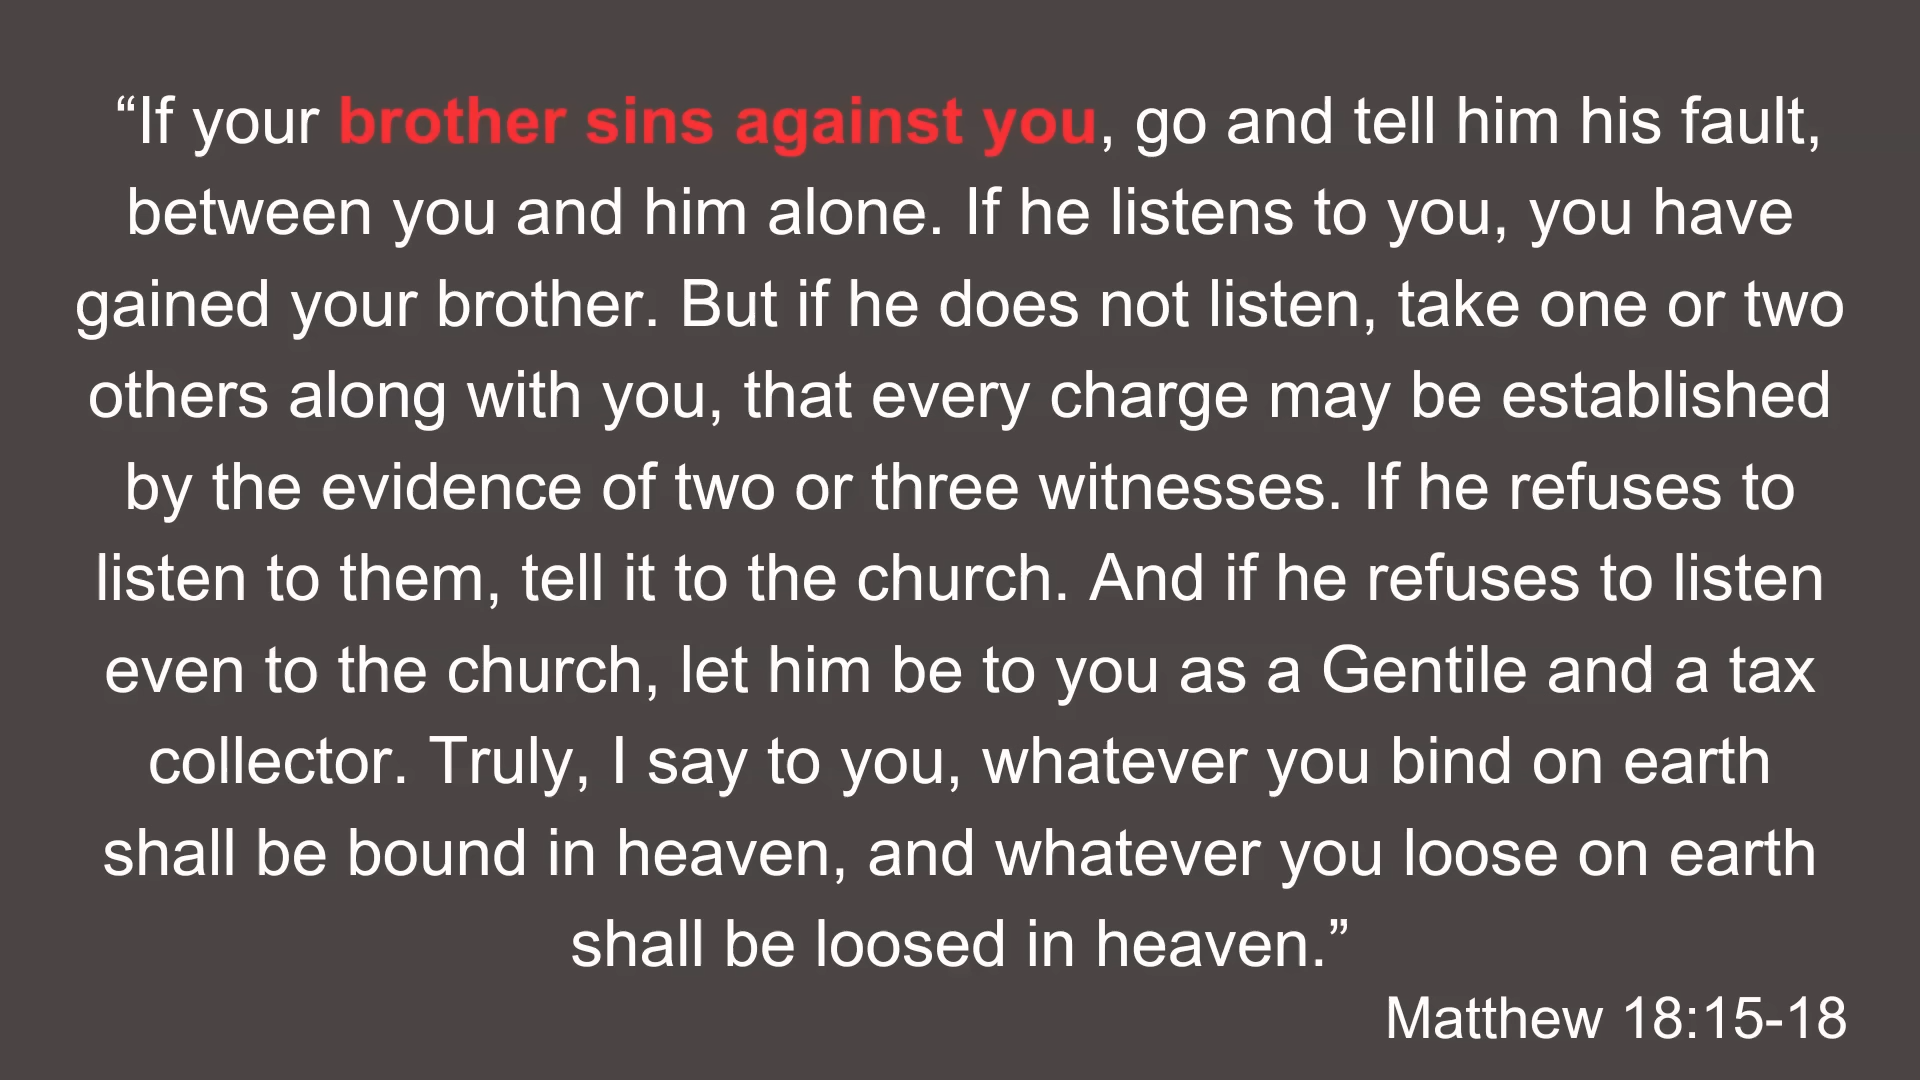 “If your brother sins against you, go and tell him his fault,
between you and him alone. If he listens to you, you have
gained your brother. But if he does not listen, take one or two
others along with you, that every charge may be established
by the evidence of two or three witnesses. If he refuses to
listen to them, tell it to the church. And if he refuses to listen
even to the church, let him be to you as a Gentile and a tax
collector. Truly, I say to you, whatever you bind on earth
shall be bound in heaven, and whatever you loose on earth
shall be loosed in heaven.”
Matthew 18:15-18